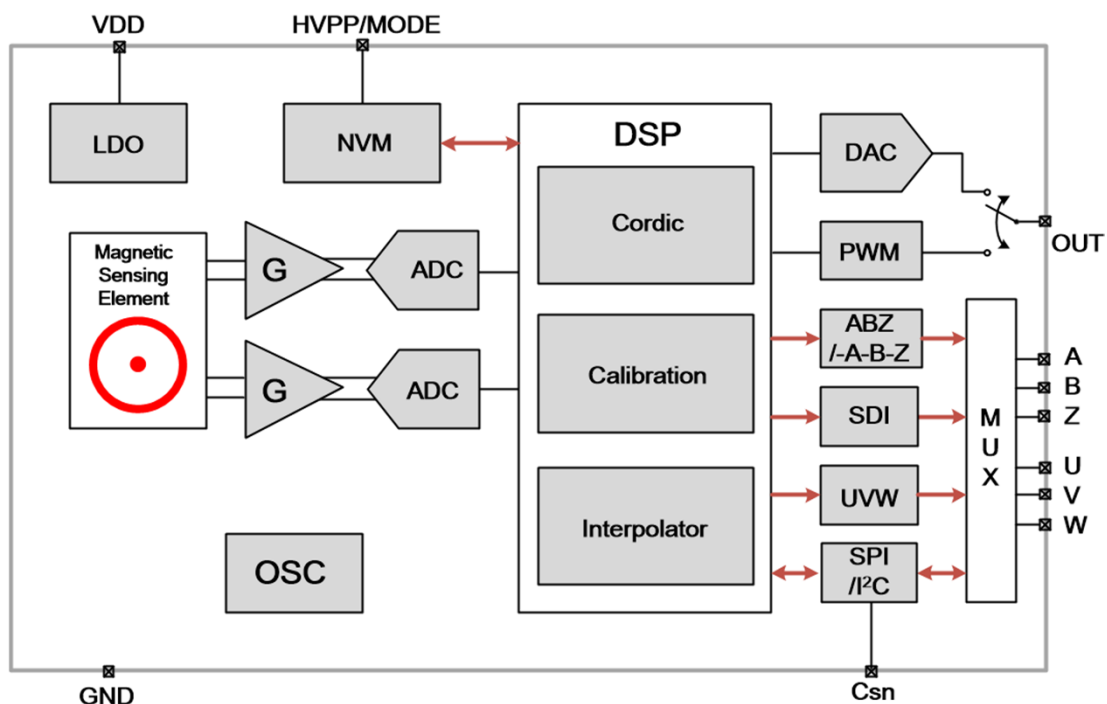 VDD
HVPP/MODE
LDO
NVM
DSP
DAC
Cordic
OUT
PWM
Magnetic
Sensing
Element
G
ADC
G
ADC
Calibration
Interpolator
OSC
ABZ
/-A-B-Z
SDI
UVW
SPI
/I²C
M
U
X
A
B
Z
U
V
W
GND
Csn